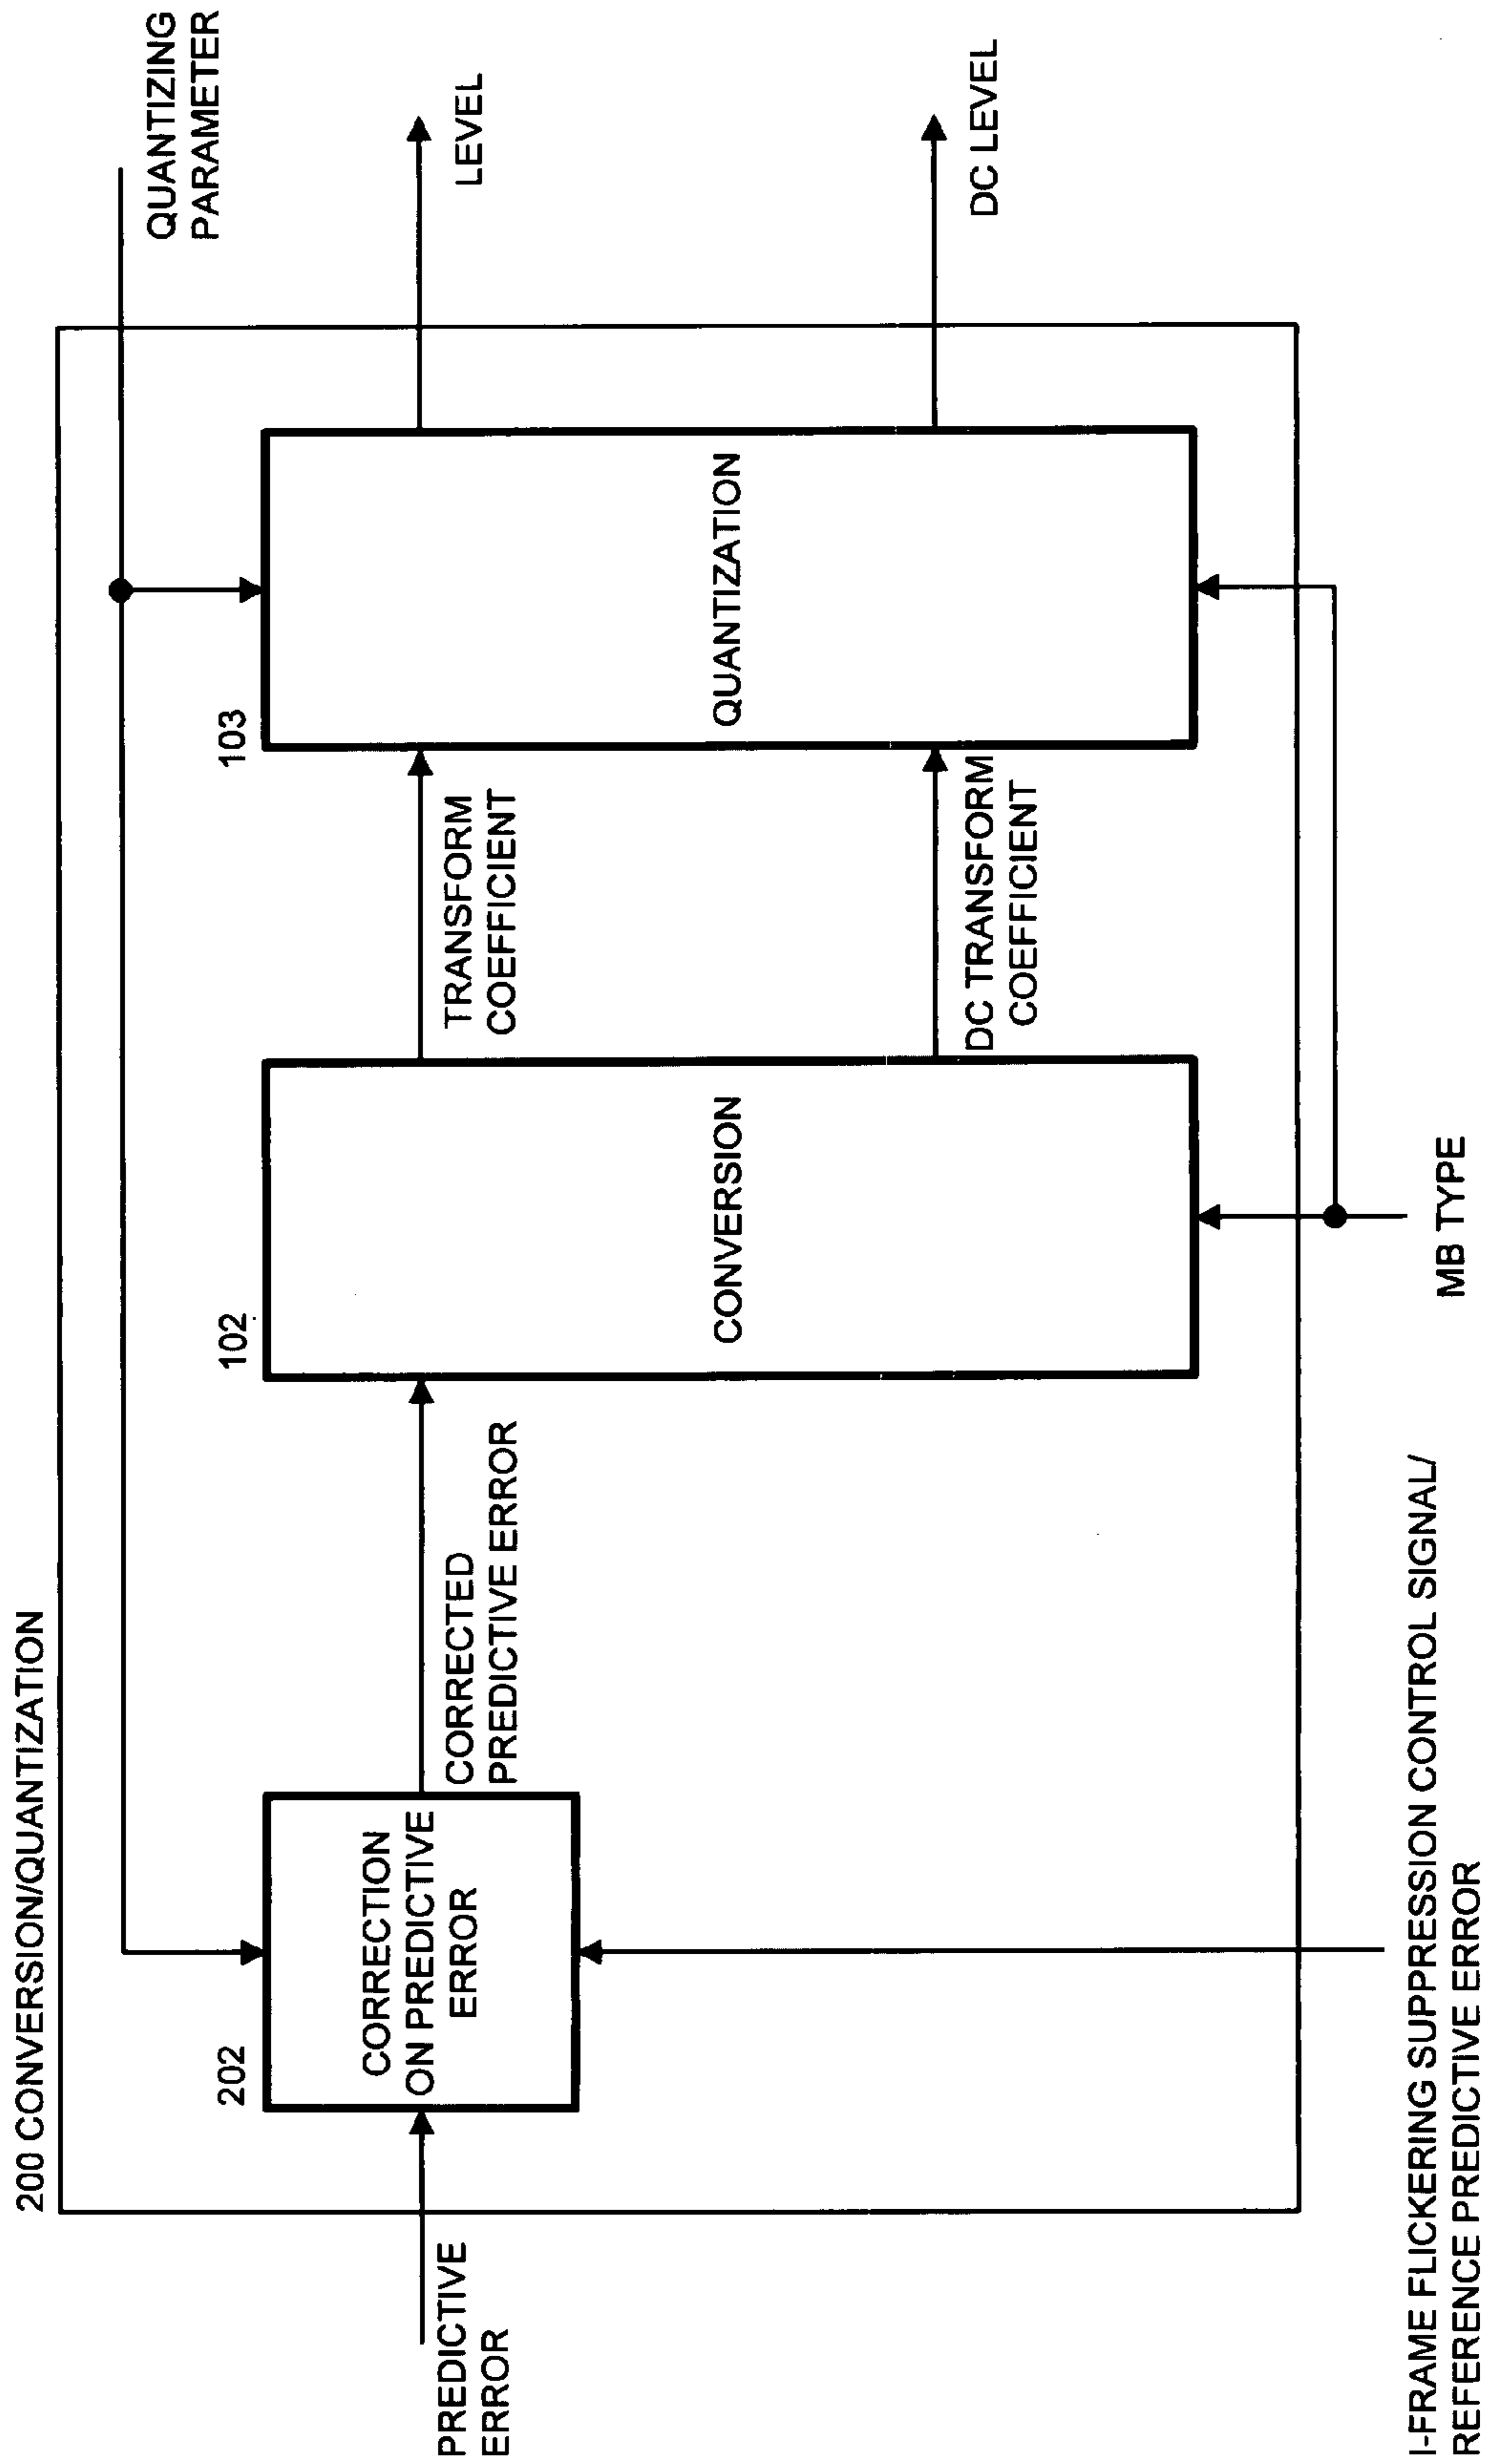 200 CONVERSION/QUANTIZATION
QUANTIZING
PARAMETER
202
CORRECTION
ON PREDICTIVE
ERROR
PREDICTIVE
ERROR
CORRECTED
PREDICTIVE ERROR
102
CONVERSION
TRANSFORM
COEFFICIENT
DC TRANSFORM
COEFFICIENT
103
QUANTIZATION
LEVEL
DC LEVEL
I-FRAME FLICKERING SUPPRESSION CONTROL SIGNAL/
REFERENCE PREDICTIVE ERROR
MB TYPE